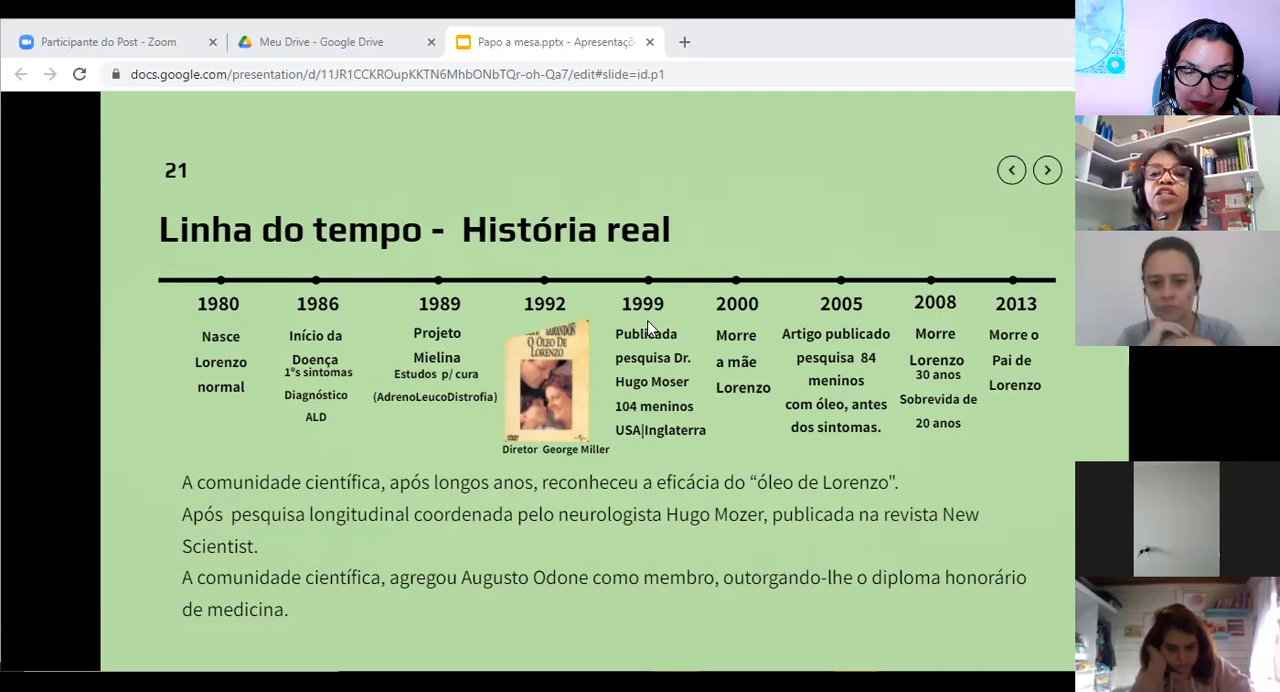 Participante do Post - Zoom
Meu Drive - Google Drive
Papo a mesa.pptx - Apresentaçõ
docs.google.com/presentation/d/11JR1CCKROupKKTN6MhbONbTQr-oh-Qa7/edit#slide=id.p1
21
Linha do tempo - História real
1980
Nasce
Lorenzo
normal
1986
Início da
Doença
1ºs sintomas
Diagnóstico
ALD
1989
Projeto
Mielina
Estudos p/ cura
(AdrenoLeucoDistrofia)
1992
O ÓLEO DE
LORENZO
Diretor George Miller
1999
Publicada
pesquisa Dr.
Hugo Moser
104 meninos
USA|Inglaterra
2000
Morre
a mãe
Lorenzo
2005
Artigo publicado
pesquisa 84
meninos
com óleo, antes
dos sintomas.
2008
Morre
Lorenzo
30 anos
Sobrevida de
20 anos
2013
Morre o
Pai de
Lorenzo
A comunidade científica, após longos anos, reconheceu a eficácia do “óleo de Lorenzo".
Após pesquisa longitudinal coordenada pelo neurologista Hugo Mozer, publicada na revista New
Scientist.
A comunidade científica, agregou Augusto Odone como membro, outorgando-lhe o diploma honorário
de medicina.